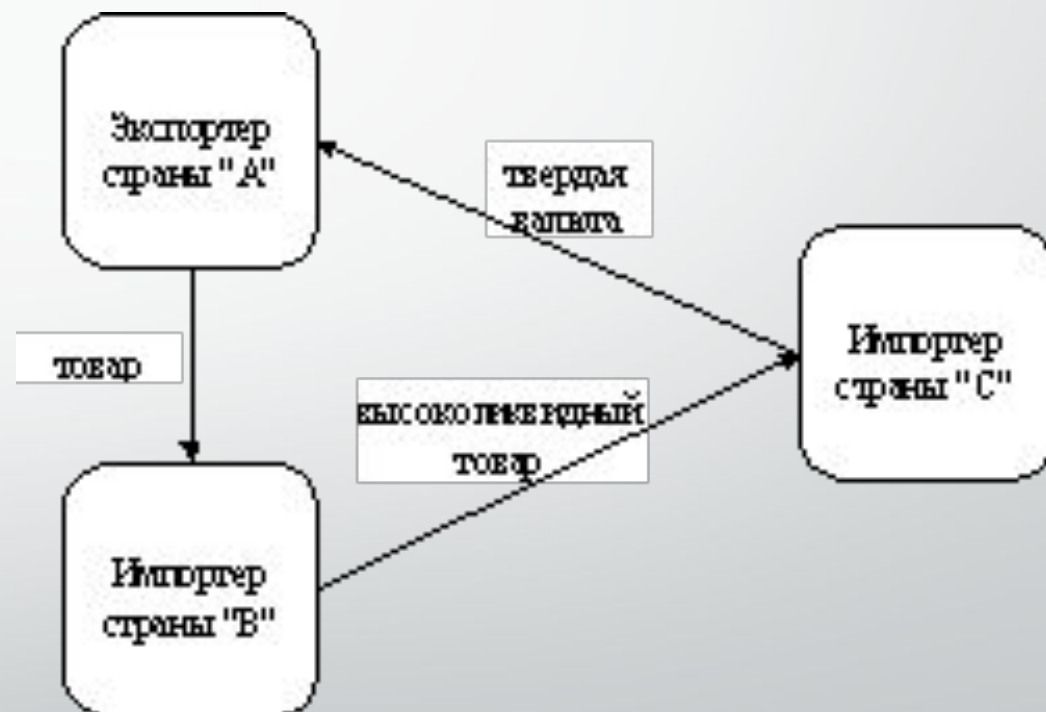 Экспортер
страны "А"
твердая
валюта
товар
Импортер
страны "С"
высоколиквидный
товар
Импортер
страны "В"